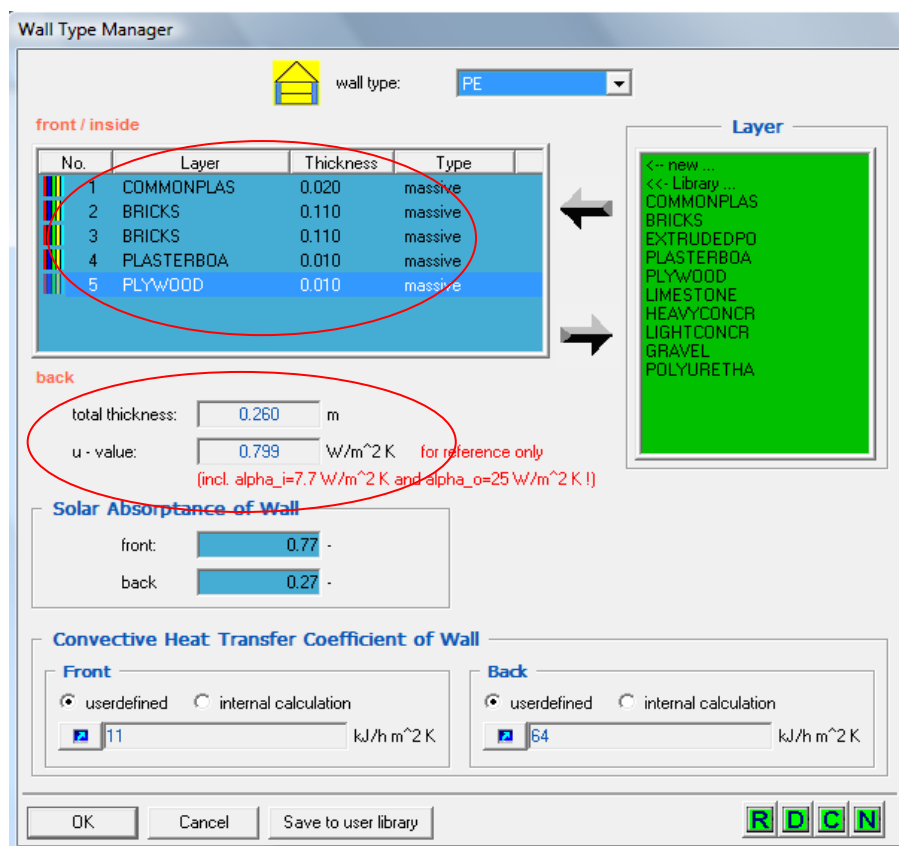 Wall Type Manager
wall type: PE
front / inside
No. Layer Thickness Type
1 COMMONPLAS 0.020 massive
2 BRICKS 0.110 massive
3 BRICKS 0.110 massive
4 PLASTERBOA 0.010 massive
5 PLYWOOD 0.010 massive
Layer
<-- new ...
<<- Library ...
COMMONPLAS
BRICKS
EXTRUDEDPO
PLASTERBOA
PLYWOOD
LIMESTONE
HEAVYCONCR
LIGHTCONCR
GRAVEL
POLYURETHA
back
total thickness: 0.260 m
u - value: 0.799 W/m^2 K for reference only
(incl. alpha_i=7.7 W/m^2 K and alpha_o=25 W/m^2 K !)
Solar Absorptance of Wall
front: 0.77 -
back 0.27 -
Convective Heat Transfer Coefficient of Wall
Front
userdefined internal calculation
11 kJ/h m^2 K
Back
userdefined internal calculation
64 kJ/h m^2 K
OK Cancel Save to user library R D C N